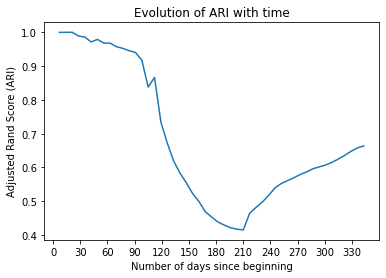 Evolution of ARI with time
Adjusted Rand Score (ARI)
1.0
0.9
0.8
0.7
0.6
0.5
0.4
0 30 60 90 120 150 180 210 240 270 300 330
Number of days since beginning